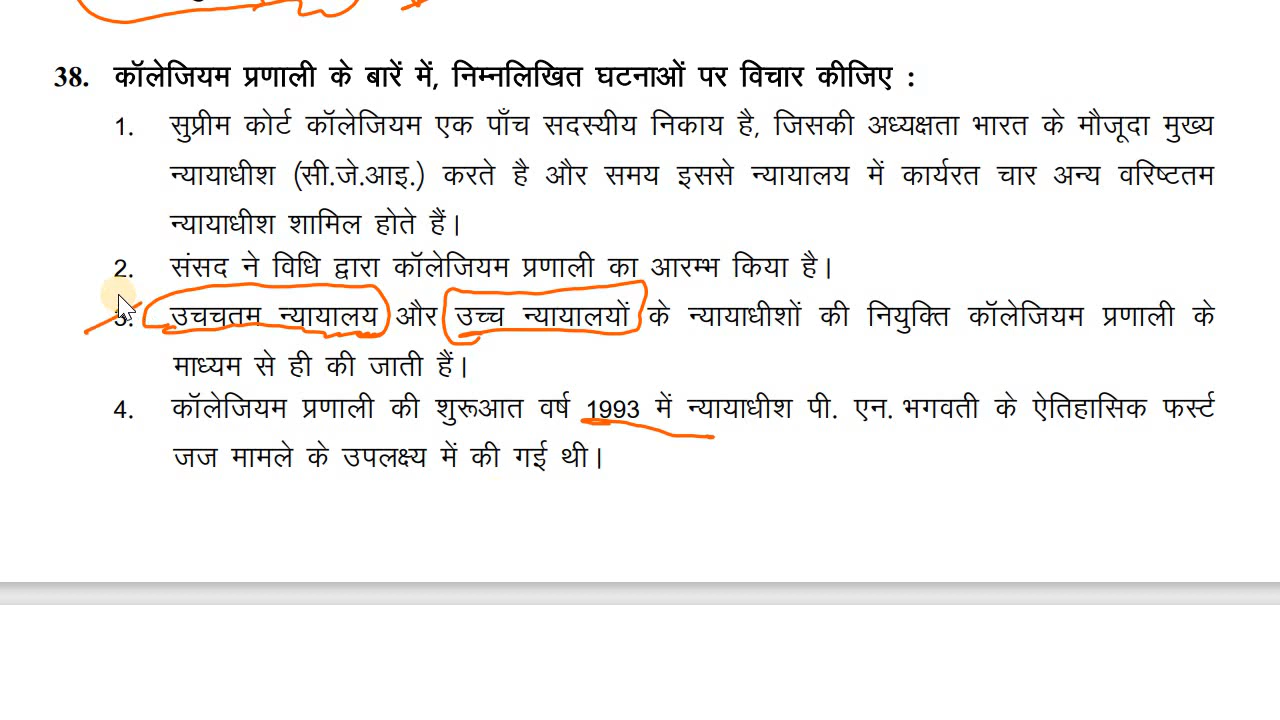 38. कॉलेजियम प्रणाली के बारें में, निम्नलिखित घटनाओं पर विचार कीजिए :
1. सुप्रीम कोर्ट कॉलेजियम एक पाँच सदस्यीय निकाय है, जिसकी अध्यक्षता भारत के मौजूदा मुख्य
न्यायाधीश (सी.जे.आइ.) करते है और समय इससे न्यायालय में कार्यरत चार अन्य वरिष्टतम
न्यायाधीश शामिल होते हैं।
2. संसद ने विधि द्वारा कॉलेजियम प्रणाली का आरम्भ किया है।
3. उचचतम न्यायालय और उच्च न्यायालयों के न्यायाधीशों की नियुक्ति कॉलेजियम प्रणाली के
माध्यम से ही की जाती हैं।
4. कॉलेजियम प्रणाली की शुरूआत वर्ष 1993 में न्यायाधीश पी. एन. भगवती के ऐतिहासिक फर्स्ट
जज मामले के उपलक्ष्य में की गई थी।